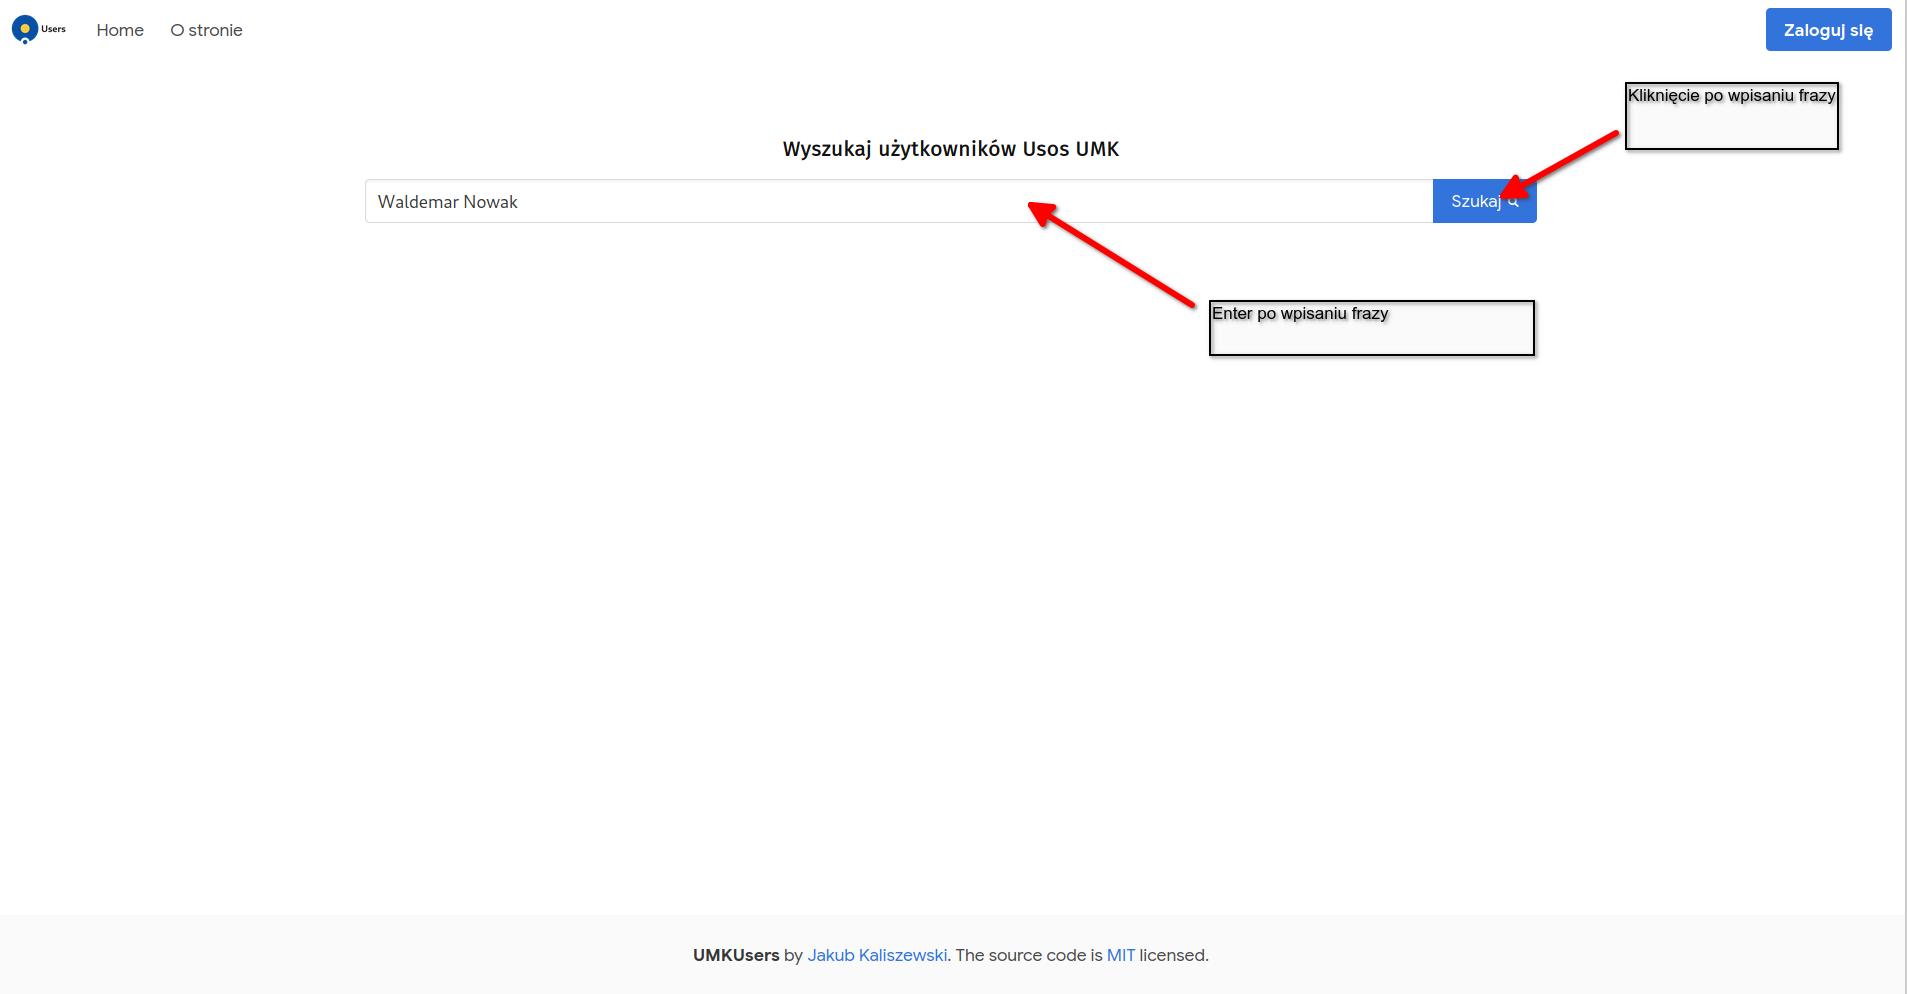 Users
Home
O stronie
Zaloguj się
Kliknięcie po wpisaniu frazy
Wyszukaj użytkowników Usos UMK
Waldemar Nowak
Szukaj
Enter po wpisaniu frazy
UMKUsers by Jakub Kaliszewski. The source code is MIT licensed.